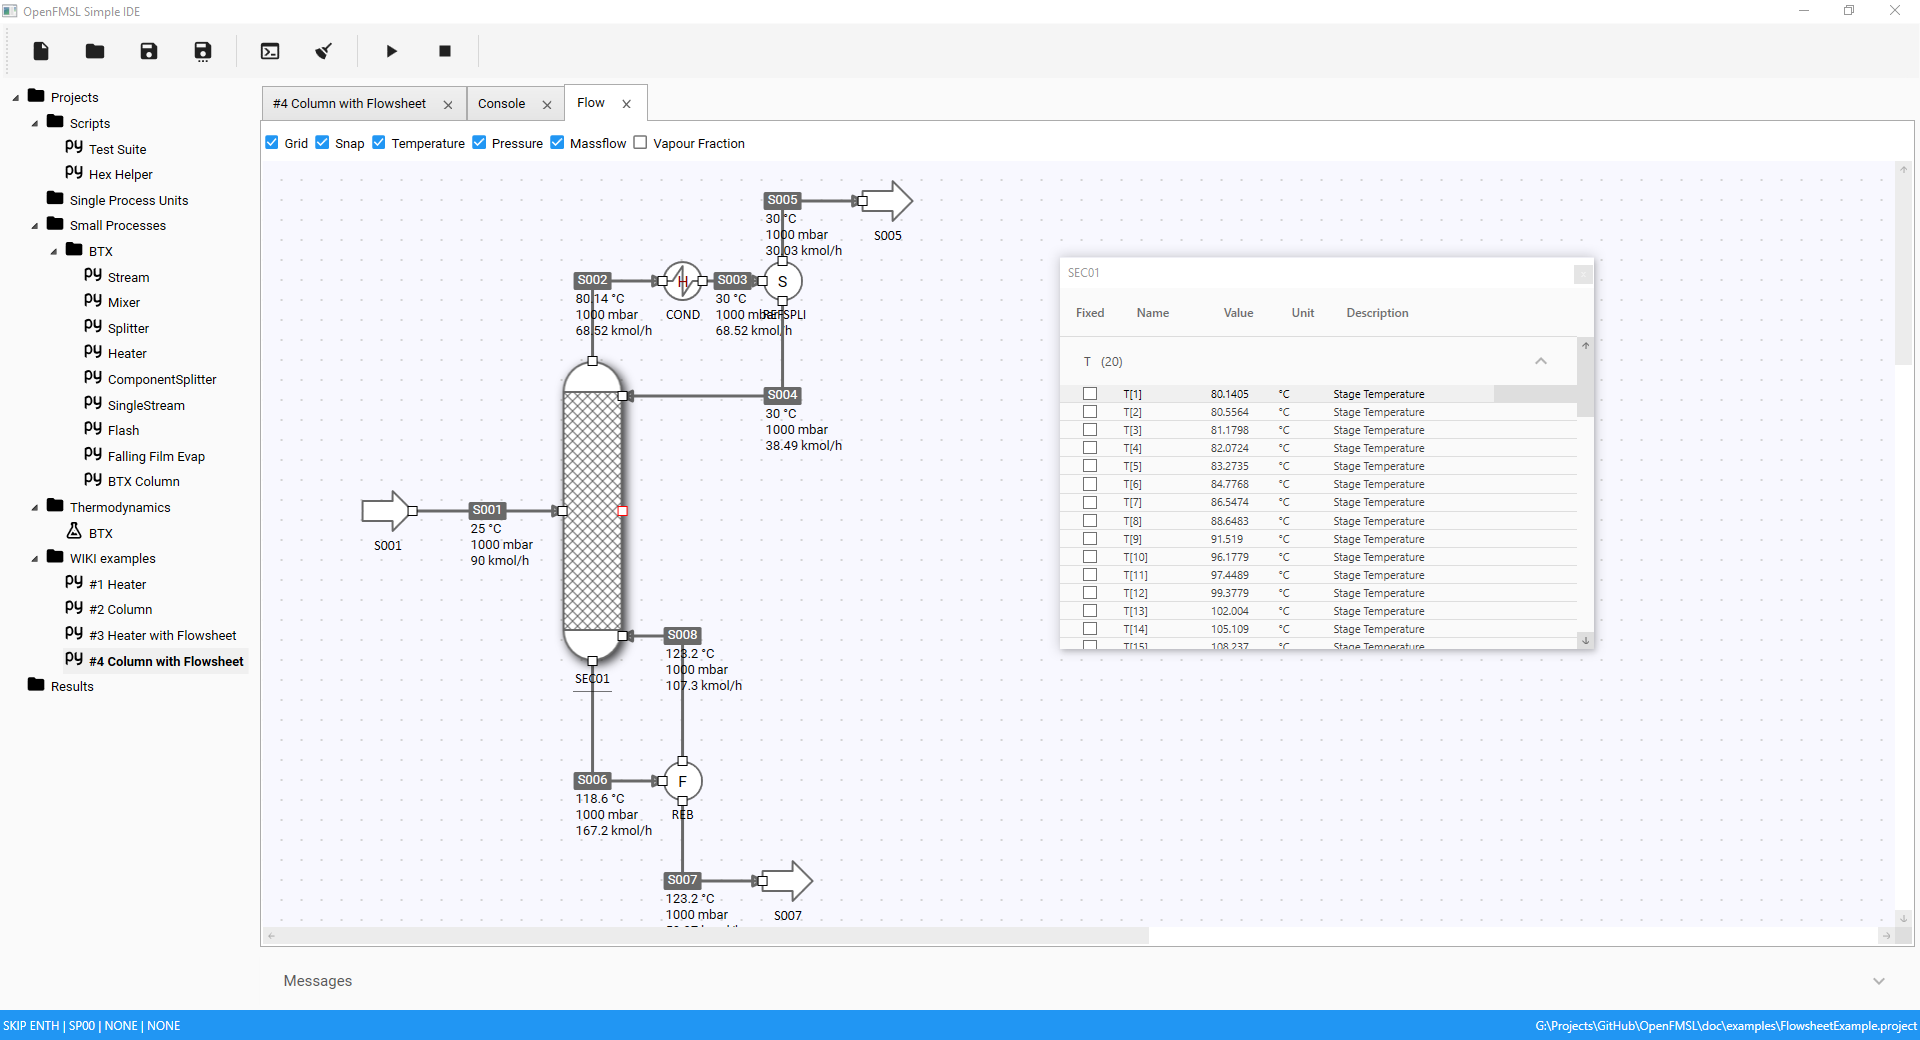 OpenFMSL Simple IDE
Projects
Scripts
Test Suite
Hex Helper
Single Process Units
Small Processes
BTX
Stream
Mixer
Splitter
Heater
ComponentSplitter
SingleStream
Flash
Falling Film Evap
BTX Column
Thermodynamics
BTX
WIKI examples
#1 Heater
#2 Column
#3 Heater with Flowsheet
#4 Column with Flowsheet
Results
#4 Column with Flowsheet
Console
Flow
Grid Snap Temperature Pressure Massflow Vapour Fraction
S005
30 °C
1000 mbar
30.03 kmol/h
S005
S002
80.14 °C
1000 mbar
68.52 kmol/h
H
COND
S003
30 °C
1000 mbar
68.52 kmol/h
S
REFSPLI
S004
30 °C
1000 mbar
38.49 kmol/h
S001
S001
25 °C
1000 mbar
90 kmol/h
SEC01
S008
123.2 °C
1000 mbar
107.3 kmol/h
S006
118.6 °C
1000 mbar
167.2 kmol/h
F
REB
S007
123.2 °C
1000 mbar
S007
SEC01
Fixed Name Value Unit Description
T (20)
T[1] 80.1405 °C Stage Temperature
T[2] 80.5564 °C Stage Temperature
T[3] 81.1798 °C Stage Temperature
T[4] 82.0724 °C Stage Temperature
T[5] 83.2735 °C Stage Temperature
T[6] 84.7768 °C Stage Temperature
T[7] 86.5474 °C Stage Temperature
T[8] 88.6483 °C Stage Temperature
T[9] 91.519 °C Stage Temperature
T[10] 96.1779 °C Stage Temperature
T[11] 97.4489 °C Stage Temperature
T[12] 99.3779 °C Stage Temperature
T[13] 102.004 °C Stage Temperature
T[14] 105.109 °C Stage Temperature
T[15] 108.237 °C Stage Temperature
Messages
SKIP ENTH | SP00 | NONE | NONE
G:\Projects\GitHub\OpenFMSL\doc\examples\FlowsheetExample.project